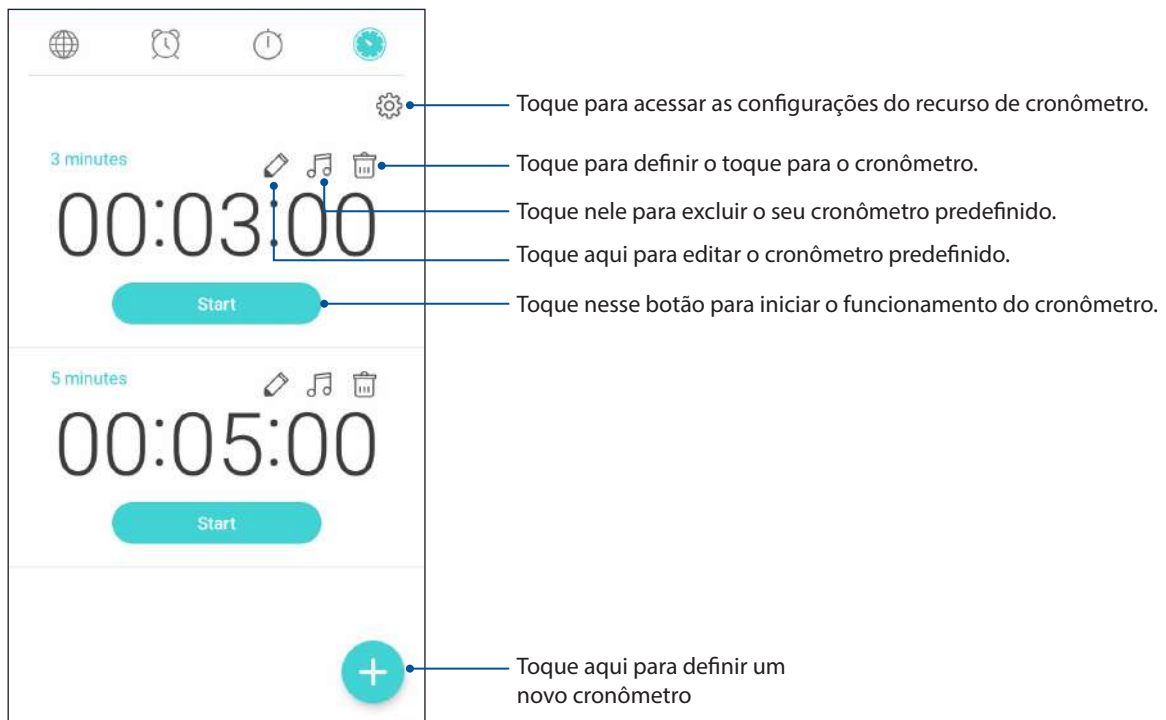 Toque para acessar as configurações do recurso de cronômetro.
3 minutes
Toque para definir o toque para o cronômetro.
00:03:00
Toque nele para excluir o seu cronômetro predefinido.
Toque aqui para editar o cronômetro predefinido.
Start
Toque nesse botão para iniciar o funcionamento do cronômetro.
5 minutes
00:05:00
Start
Toque aqui para definir um
novo cronômetro